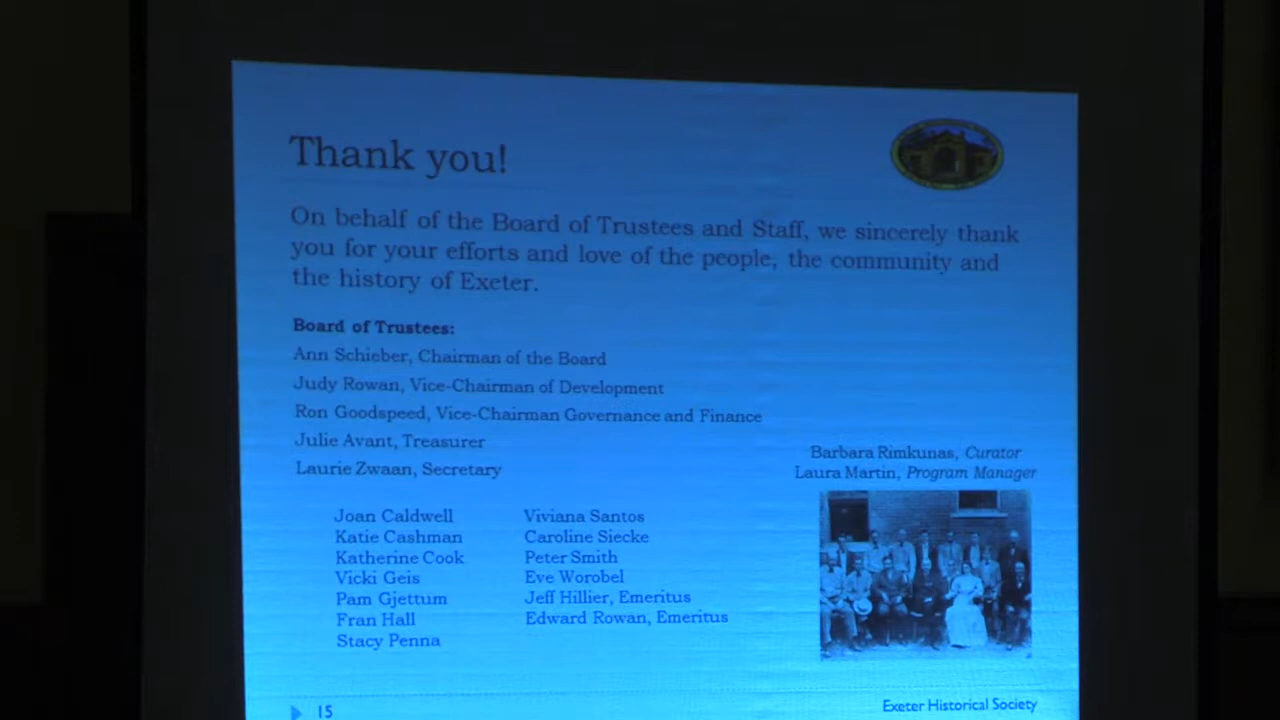 Thank you!
On behalf of the Board of Trustees and Staff, we sincerely thank
you for your efforts and love of the people, the community and
the history of Exeter.
Board of Trustees:
Ann Schieber, Chairman of the Board
Judy Rowan, Vice-Chairman of Development
Ron Goodspeed, Vice-Chairman Governance and Finance
Julie Avant, Treasurer
Laurie Zwaan, Secretary
Joan Caldwell
Katie Cashman
Katherine Cook
Vicki Geis
Pam Gjettum
Fran Hall
Stacy Penna
Viviana Santos
Caroline Siecke
Peter Smith
Eve Worobel
Jeff Hillier, Emeritus
Edward Rowan, Emeritus
Barbara Rimkunas, Curator
Laura Martin, Program Manager
15
Exeter Historical Society